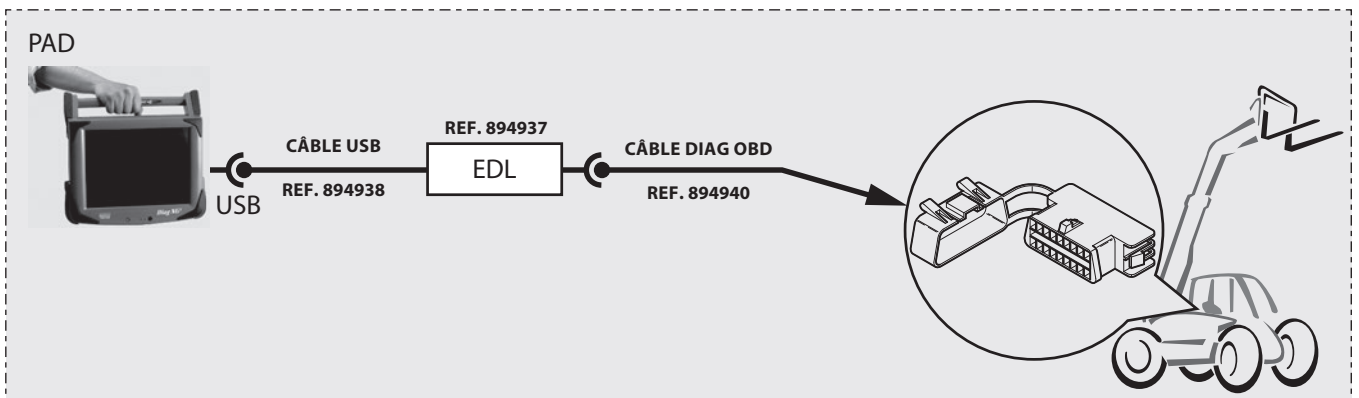 PAD
REF. 894937
CÂBLE USB
EDL
CÂBLE DIAG OBD
REF. 894938
USB
REF. 894940